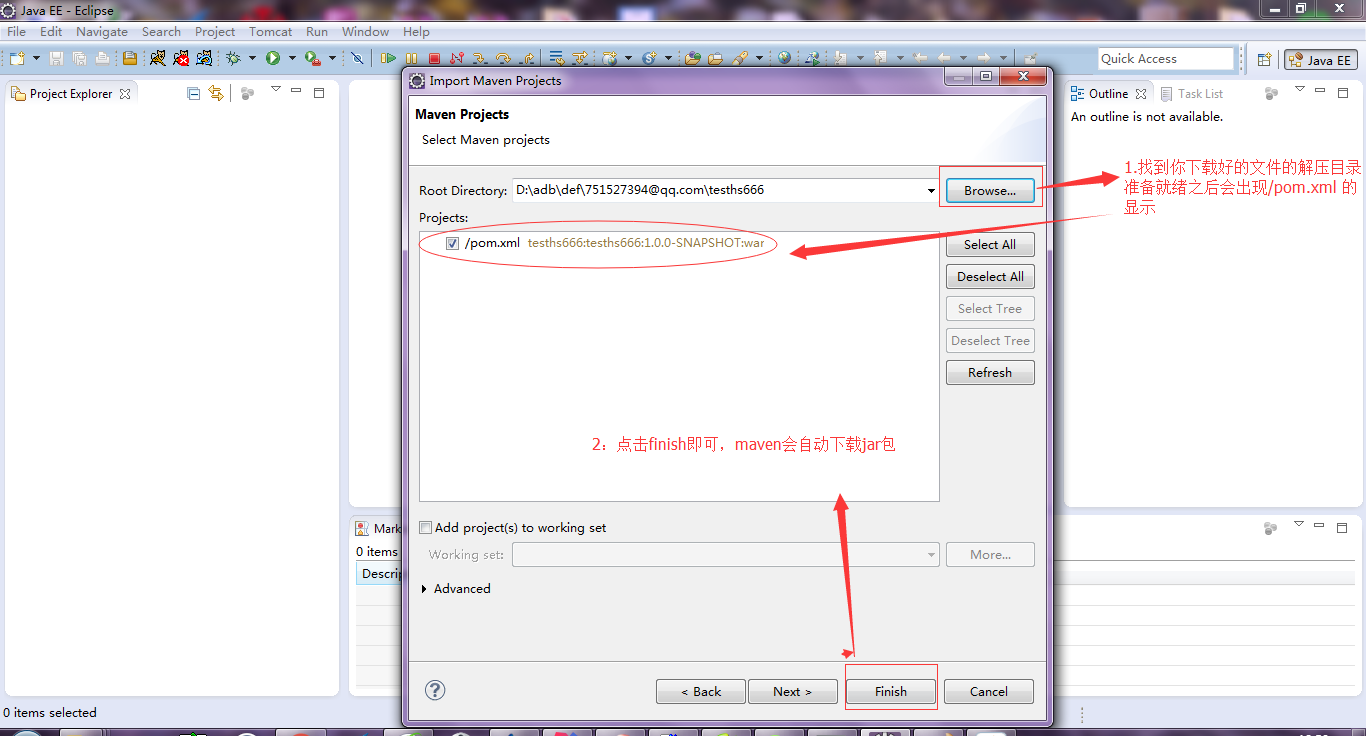 Java EE - Eclipse
File Edit Navigate Search Project Tomcat Run Window Help
Quick Access
Java EE
Project Explorer
Import Maven Projects
Maven Projects
Select Maven projects
Root Directory: D:\adb\def\751527394@qq.com\tesths666 Browse...
Projects:
/pom.xml tesths666:tesths666:1.0.0-SNAPSHOT:war
Select All
Deselect All
Select Tree
Deselect Tree
Refresh
2：点击finish即可，maven会自动下载jar包
Add project(s) to working set
Working set: More...
Advanced
< Back Next > Finish Cancel
Outline Task List
An outline is not available.
1.找到你下载好的文件的解压目录
准备就绪之后会出现/pom.xml 的
显示
Mark
0 items
Descrip
0 items selected